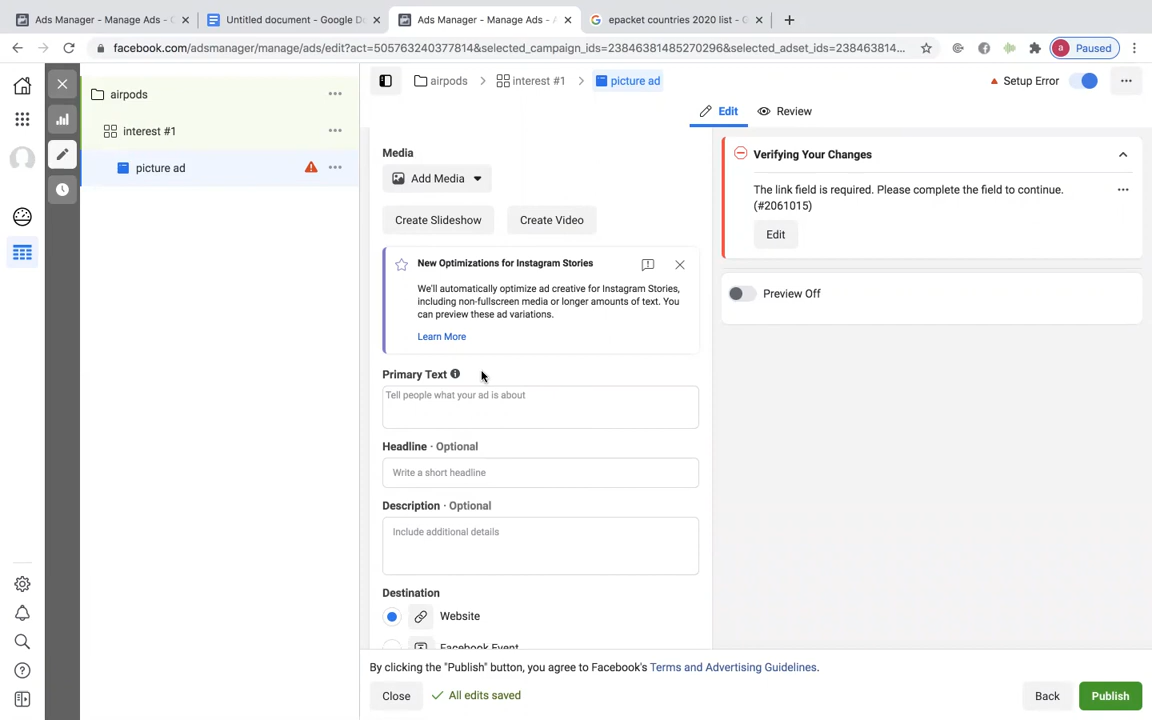 Ads Manager - Manage Ads - C
Untitled document - Google D
Ads Manager - Manage Ads - A
epacket countries 2020 list - G
facebook.com/adsmanager/manage/ads/edit?act=505763240377814&selected_campaign_ids=23846381485270296&selected_adset_ids=238463814...
a Paused
airpods
interest #1
picture ad
airpods
interest #1
picture ad
Setup Error
Edit
Review
Media
Add Media
Create Slideshow
Create Video
New Optimizations for Instagram Stories
We'll automatically optimize ad creative for Instagram Stories,
including non-fullscreen media or longer amounts of text. You
can preview these ad variations.
Learn More
Primary Text
Tell people what your ad is about
Headline · Optional
Write a short headline
Description · Optional
Include additional details
Destination
Website
Facebook Event
Verifying Your Changes
The link field is required. Please complete the field to continue.
(#2061015)
Edit
Preview Off
By clicking the "Publish" button, you agree to Facebook's Terms and Advertising Guidelines.
Close
All edits saved
Back
Publish